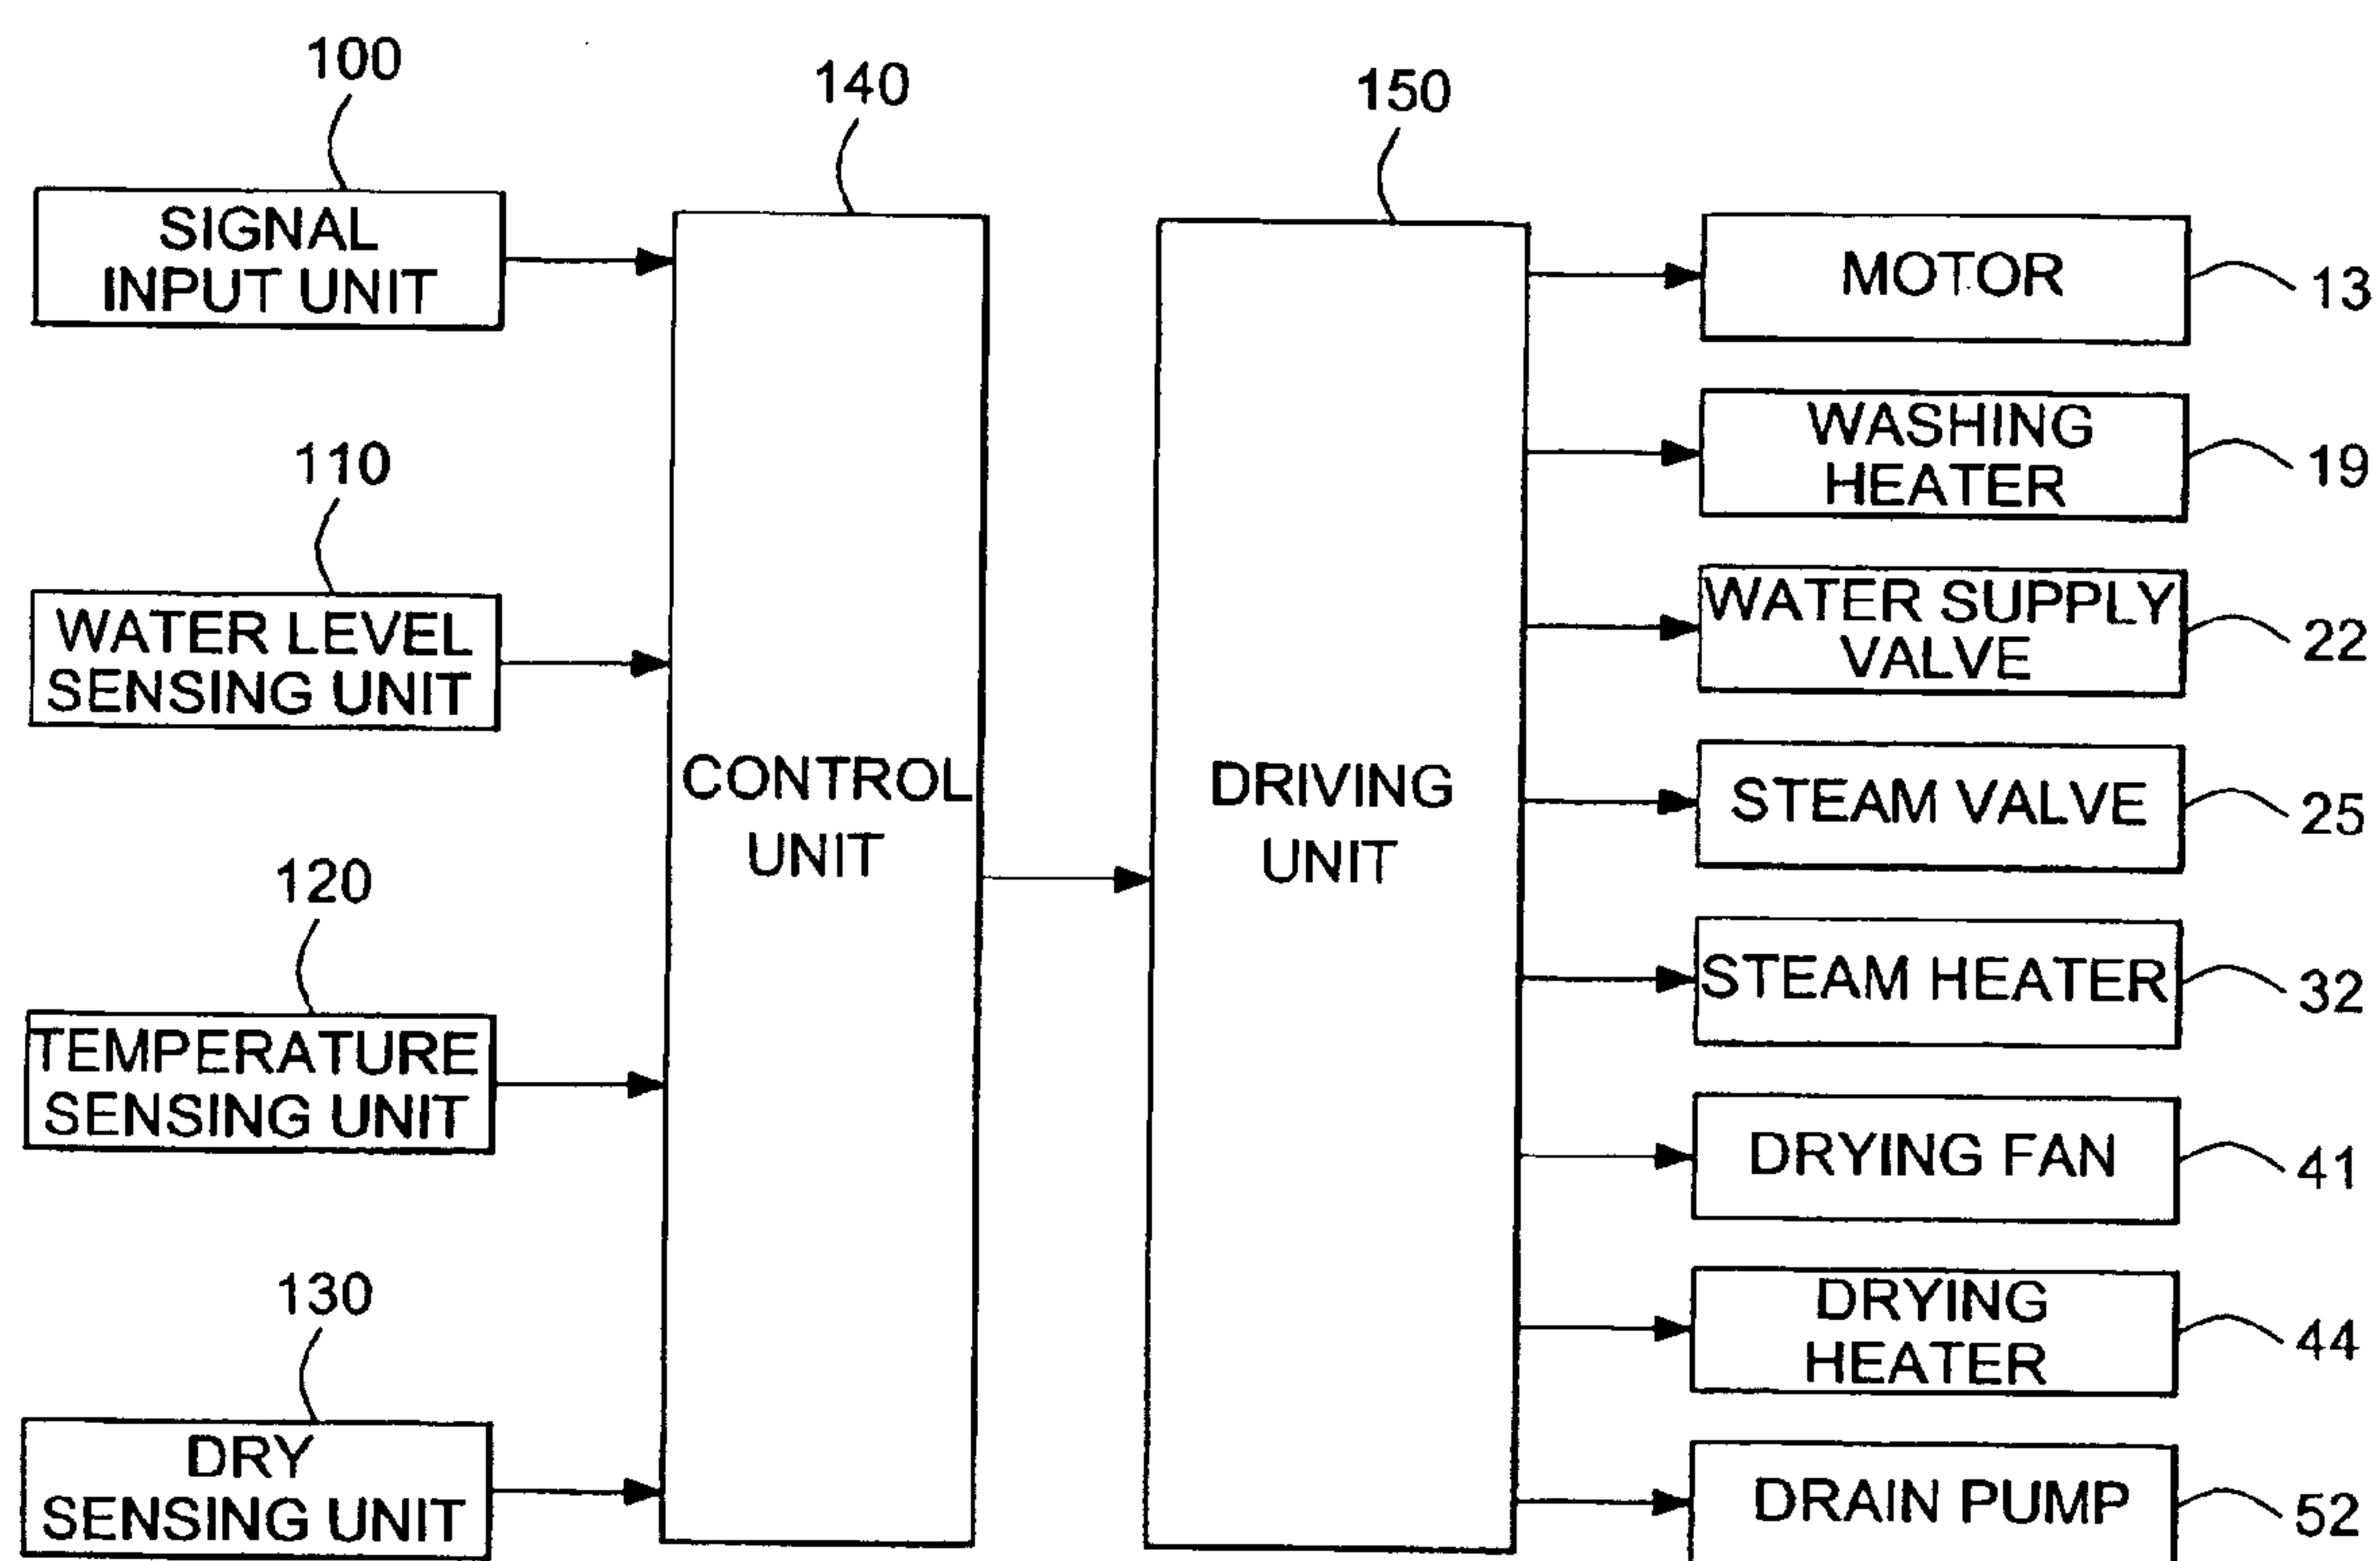 100
140
150
SIGNAL
INPUT UNIT
MOTOR
13
WASHING
HEATER
19
110
WATER LEVEL
SENSING UNIT
WATER SUPPLY
VALVE
22
CONTROL
UNIT
DRIVING
UNIT
STEAM VALVE
25
120
TEMPERATURE
SENSING UNIT
STEAM HEATER
32
DRYING FAN
41
130
DRY
SENSING UNIT
DRYING
HEATER
44
DRAIN PUMP
52